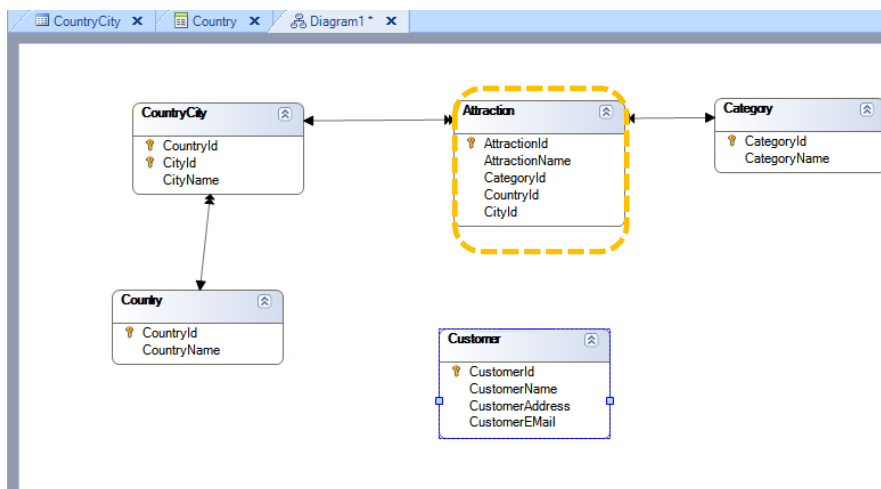 CountryCity
Country
Diagram1 *
CountryCity
CountryId
CityId
CityName
Attraction
AttractionId
AttractionName
CategoryId
CountryId
CityId
Category
CategoryId
CategoryName
Country
CountryId
CountryName
Customer
CustomerId
CustomerName
CustomerAddress
CustomerEMail